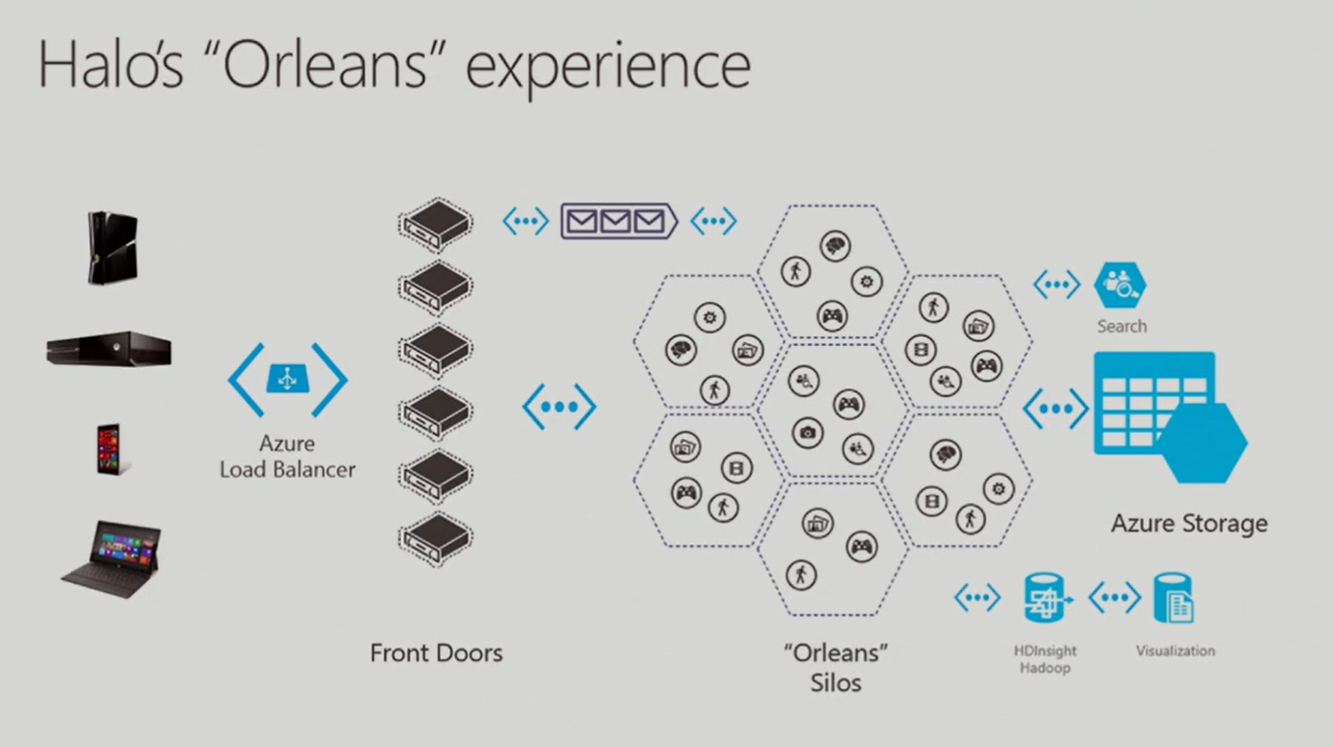 Halo's “Orleans” experience
Azure
Load Balancer
Front Doors
“Orleans”
Silos
Search
Azure Storage
HDInsight
Hadoop
Visualization